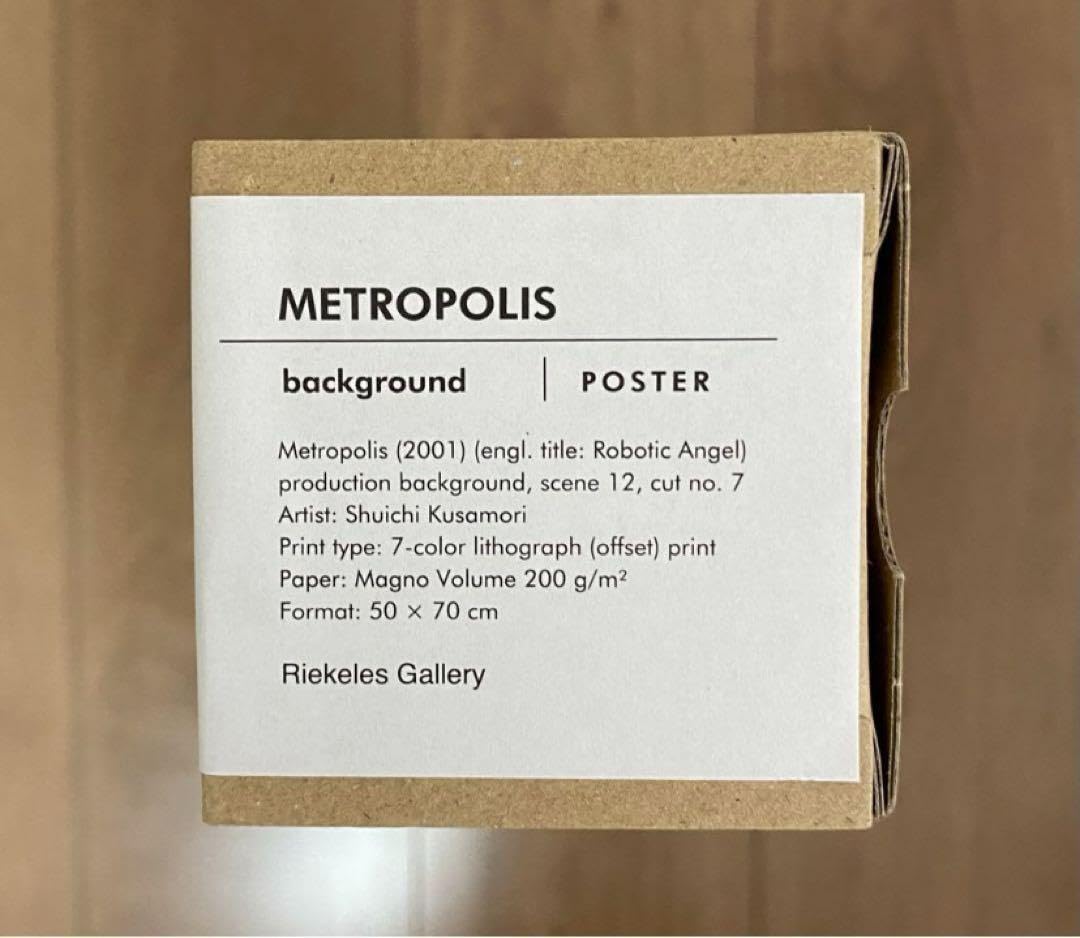 METROPOLIS
background | POSTER
Metropolis (2001) (engl. title: Robotic Angel)
production background, scene 12, cut no. 7
Artist: Shuichi Kusamori
Print type: 7-color lithograph (offset) print
Paper: Magno Volume 200 g/m²
Format: 50 × 70 cm
Riekeles Gallery